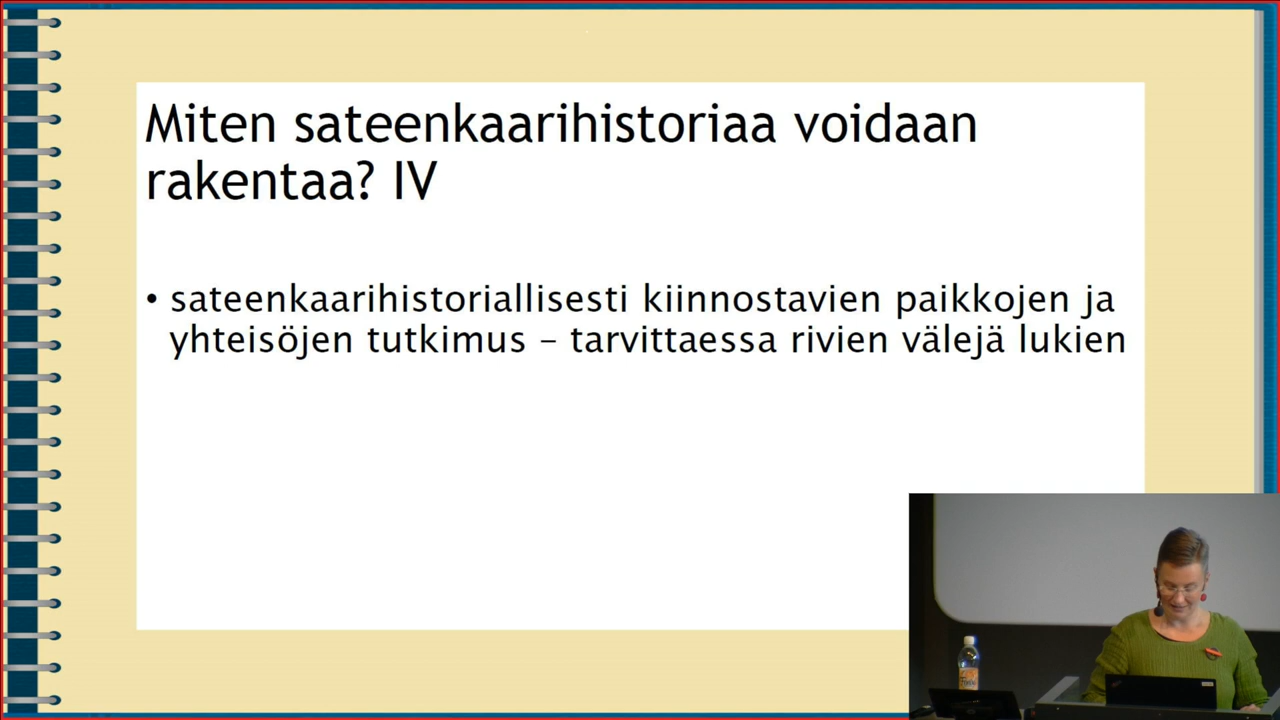 Miten sateenkaarihistoriaa voidaan
rakentaa? IV
• sateenkaarihistoriallisesti kiinnostavien paikkojen ja
yhteisöjen tutkimus – tarvittaessa rivien välejä lukien